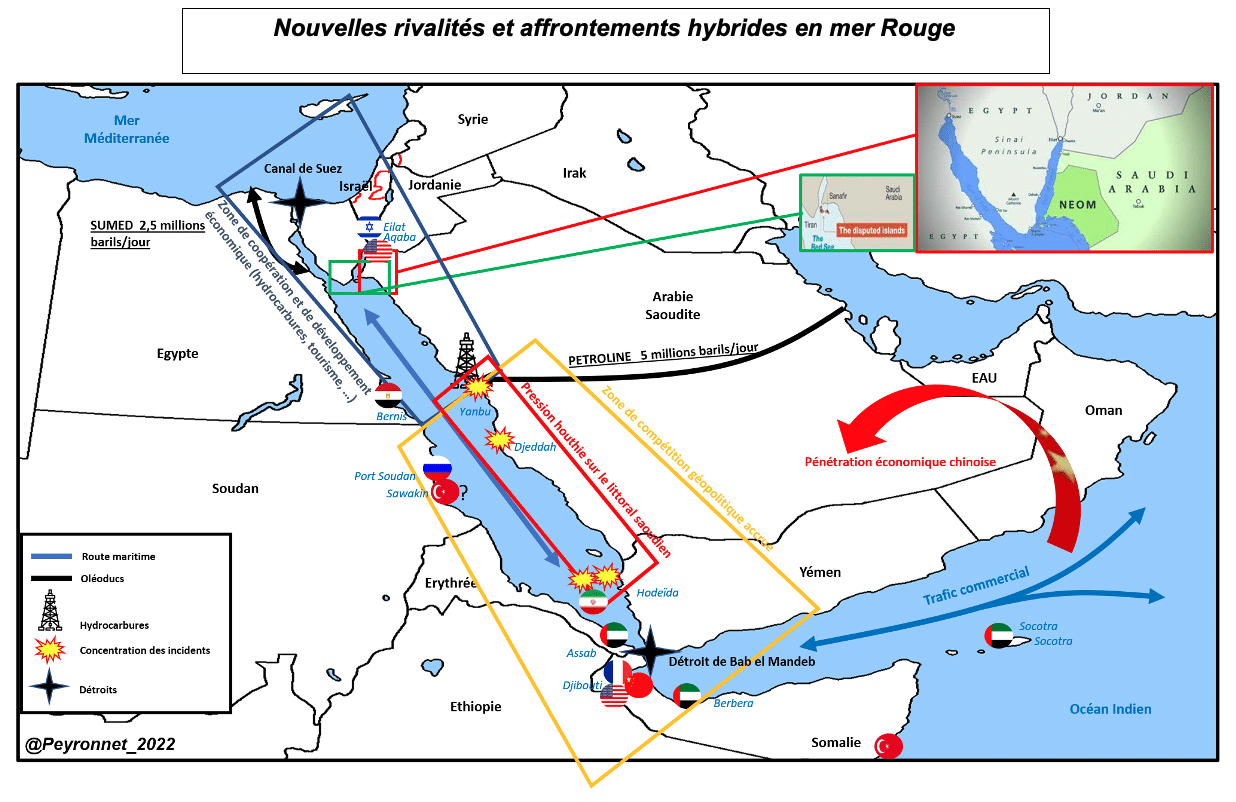 Nouvelles rivalités et affrontements hybrides en mer Rouge
Mer
Méditerranée
Syrie
Canal de Suez
Israël
Jordanie
Irak
SUMED 2,5 millions
barils/jour
Eilat
Aqaba
Zone de coopération et de développement
économique (hydrocarbures, tourisme, ...)
EGYPT
JORDAN
Ma'an
Suez
Sinai
Peninsula
Eilat
SAUDI
ARABIA
NEOM
Tabuk
EGYPT
Sanafir
Saudi
Arabia
Tiran
The disputed islands
The
Red Sea
Arabie
Saoudite
Egypte
PETROLINE 5 millions barils/jour
EAU
Oman
Bernis
Yanbu
Djeddah
Pression houthie sur le littoral saoudien
Zone de compétition géopolitique accrue
Pénétration économique chinoise
Port Soudan
Sawakin
?
Soudan
Route maritime
Oléoducs
Hydrocarbures
Concentration des incidents
Détroits
Erythrée
Hodeïda
Yémen
Trafic commercial
Socotra
Socotra
Assab
Détroit de Bab el Mandeb
Djibouti
Berbera
Ethiopie
Océan Indien
Somalie
@Peyronnet_2022